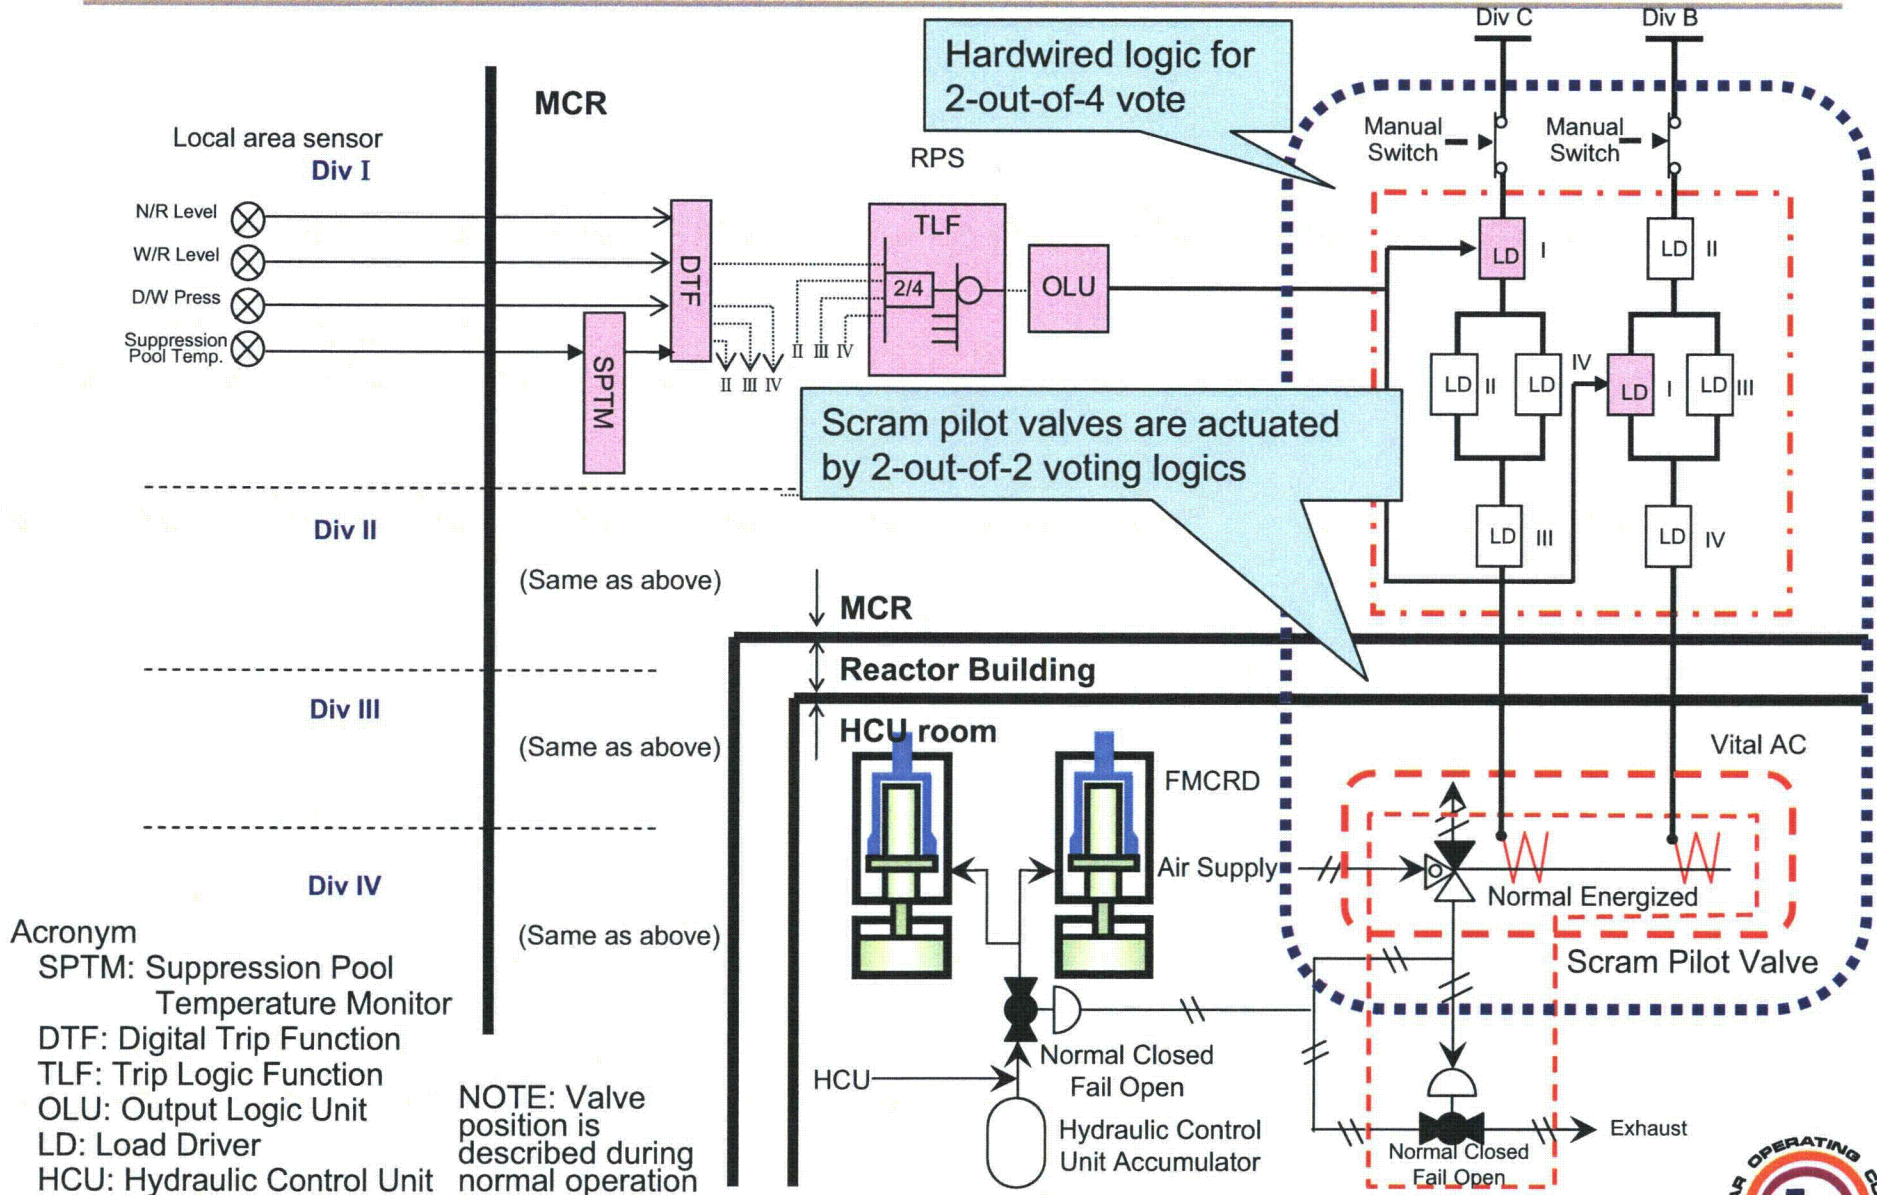 Div C
Div B
Hardwired logic for
2-out-of-4 vote
MCR
Local area sensor
Div I
RPS
Manual
Switch
Manual
Switch
N/R Level
W/R Level
D/W Press
Suppression
Pool Temp.
DTF
SPTM
TLF
2/4
OLU
II III IV
II III IV
LD I
LD II
LD II
LD IV
LD I
LD III
LD III
LD IV
Scram pilot valves are actuated
by 2-out-of-2 voting logics
Div II
(Same as above)
MCR
Reactor Building
HCU room
Div III
(Same as above)
Vital AC
FMCRD
Air Supply
Normal Energized
Scram Pilot Valve
Div IV
(Same as above)
Acronym
SPTM: Suppression Pool
Temperature Monitor
DTF: Digital Trip Function
TLF: Trip Logic Function
OLU: Output Logic Unit
LD: Load Driver
HCU: Hydraulic Control Unit
NOTE: Valve
position is
described during
normal operation
HCU
Normal Closed
Fail Open
Hydraulic Control
Unit Accumulator
Normal Closed
Fail Open
Exhaust
OPERATING